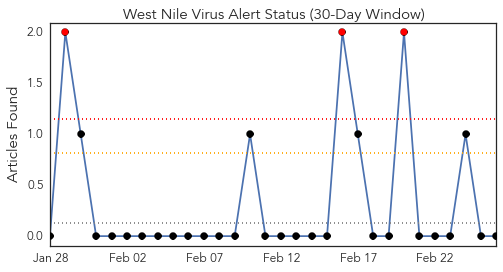 West Nile Virus Alert Status (30-Day Window)
Articles Found
2.0
1.5
1.0
0.5
0.0
Jan 28 Feb 02 Feb 07 Feb 12 Feb 17 Feb 22